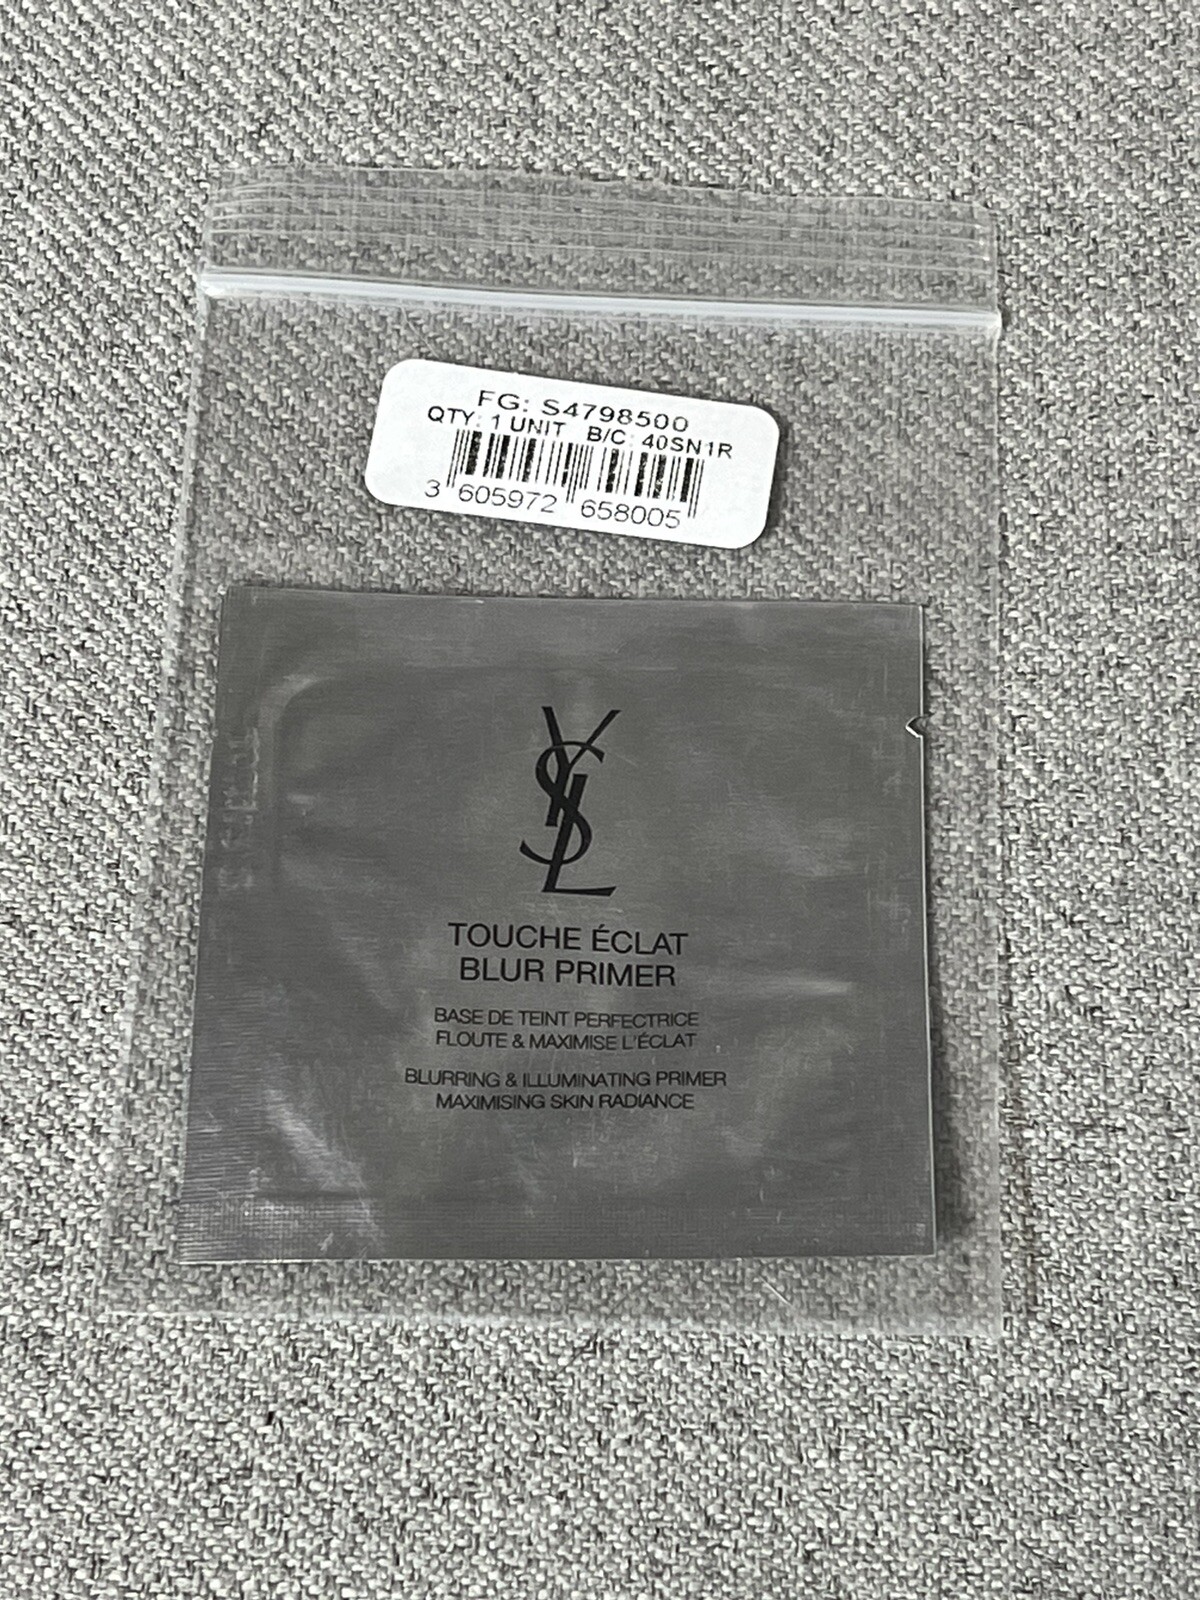 FG: S4798500
QTY: 1 UNIT B/C: 40SN1R
3 605972 658005
YSL
TOUCHE ÉCLAT
BLUR PRIMER
BASE DE TEINT PERFECTRICE
FLOUTE & MAXIMISE L'ÉCLAT
BLURRING & ILLUMINATING PRIMER
MAXIMISING SKIN RADIANCE